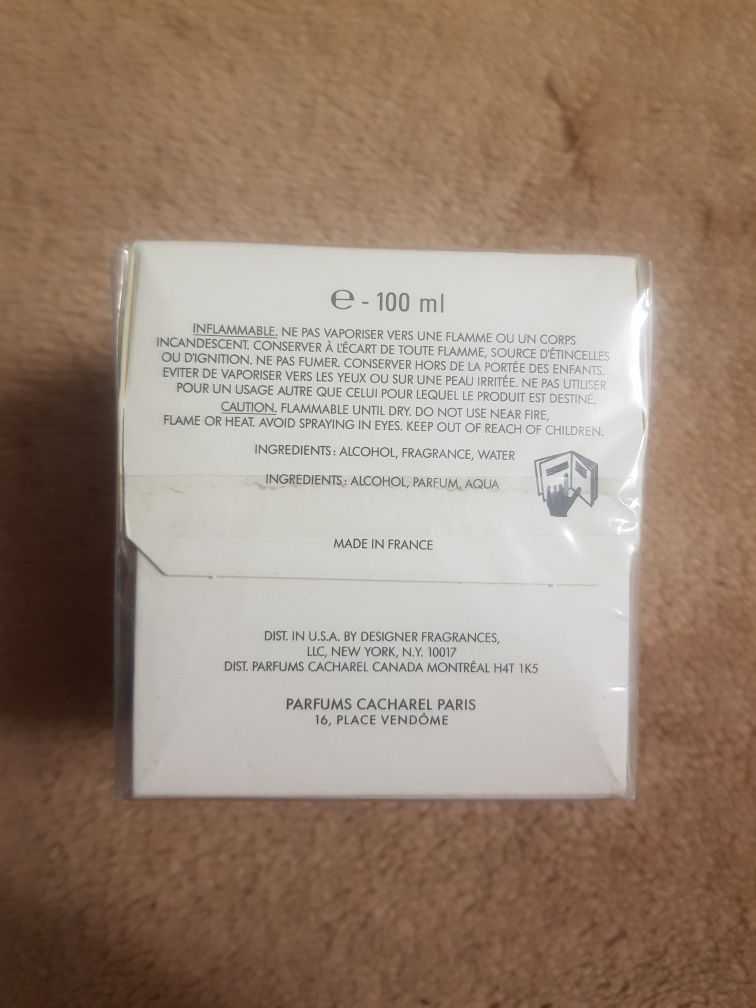 ℮ - 100 ml
INFLAMMABLE. NE PAS VAPORISER VERS UNE FLAMME OU UN CORPS
INCANDESCENT. CONSERVER À L'ÉCART DE TOUTE FLAMME, SOURCE D'ÉTINCELLES
OU D'IGNITION. NE PAS FUMER. CONSERVER HORS DE LA PORTÉE DES ENFANTS.
EVITER DE VAPORISER VERS LES YEUX OU SUR UNE PEAU IRRITÉE. NE PAS UTILISER
POUR UN USAGE AUTRE QUE CELUI POUR LEQUEL LE PRODUIT EST DESTINÉ.
CAUTION. FLAMMABLE UNTIL DRY. DO NOT USE NEAR FIRE,
FLAME OR HEAT. AVOID SPRAYING IN EYES. KEEP OUT OF REACH OF CHILDREN.
INGREDIENTS: ALCOHOL, FRAGRANCE, WATER
INGREDIENTS: ALCOHOL, PARFUM, AQUA
MADE IN FRANCE
DIST. IN U.S.A. BY DESIGNER FRAGRANCES,
LLC, NEW YORK, N.Y. 10017
DIST. PARFUMS CACHAREL CANADA MONTRÉAL H4T 1K5
PARFUMS CACHAREL PARIS
16, PLACE VENDÔME